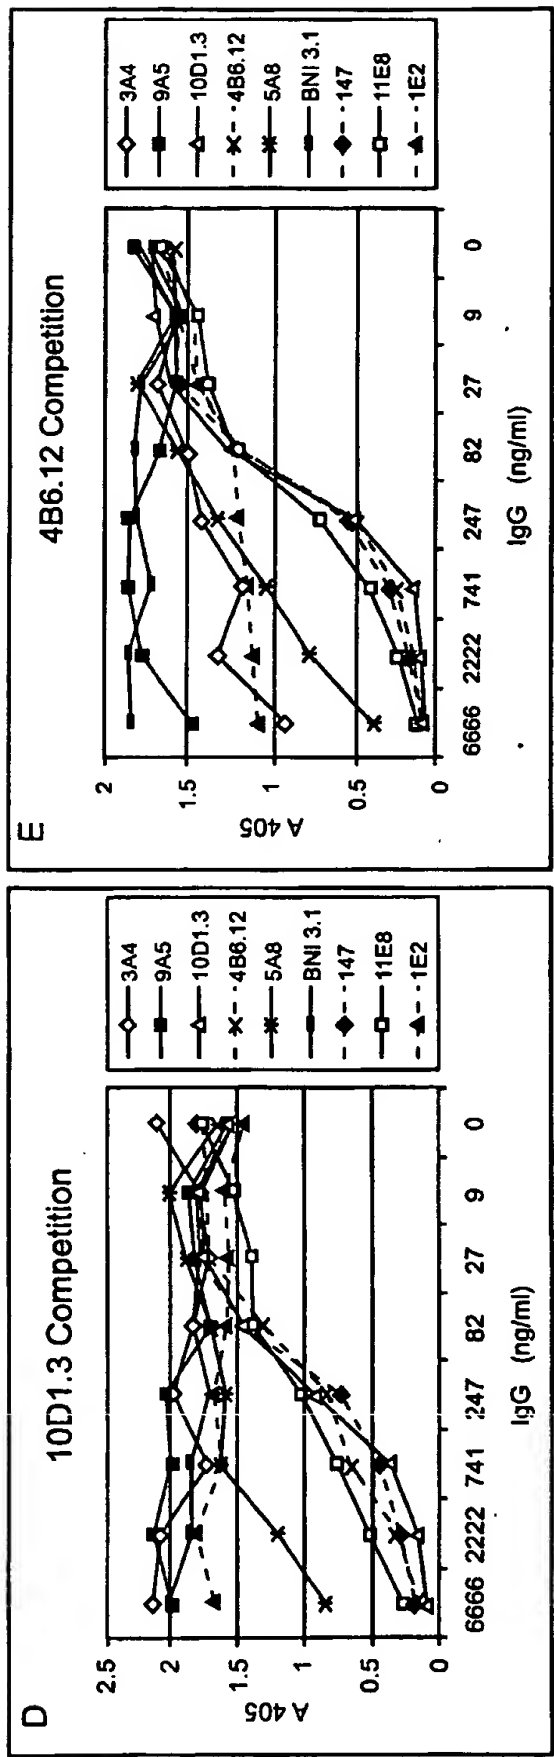 D
10D1.3 Competition
2.5
2
1.5
1
0.5
0
A 405
6666 2222 741 247 82 27 9 0
IgG (ng/ml)
3A4
9A5
10D1.3
4B6.12
5A8
BNI 3.1
147
11E8
1E2
E
4B6.12 Competition
2
1.5
1
0.5
0
A 405
6666 2222 741 247 82 27 9 0
IgG (ng/ml)
3A4
9A5
10D1.3
4B6.12
5A8
BNI 3.1
147
11E8
1E2